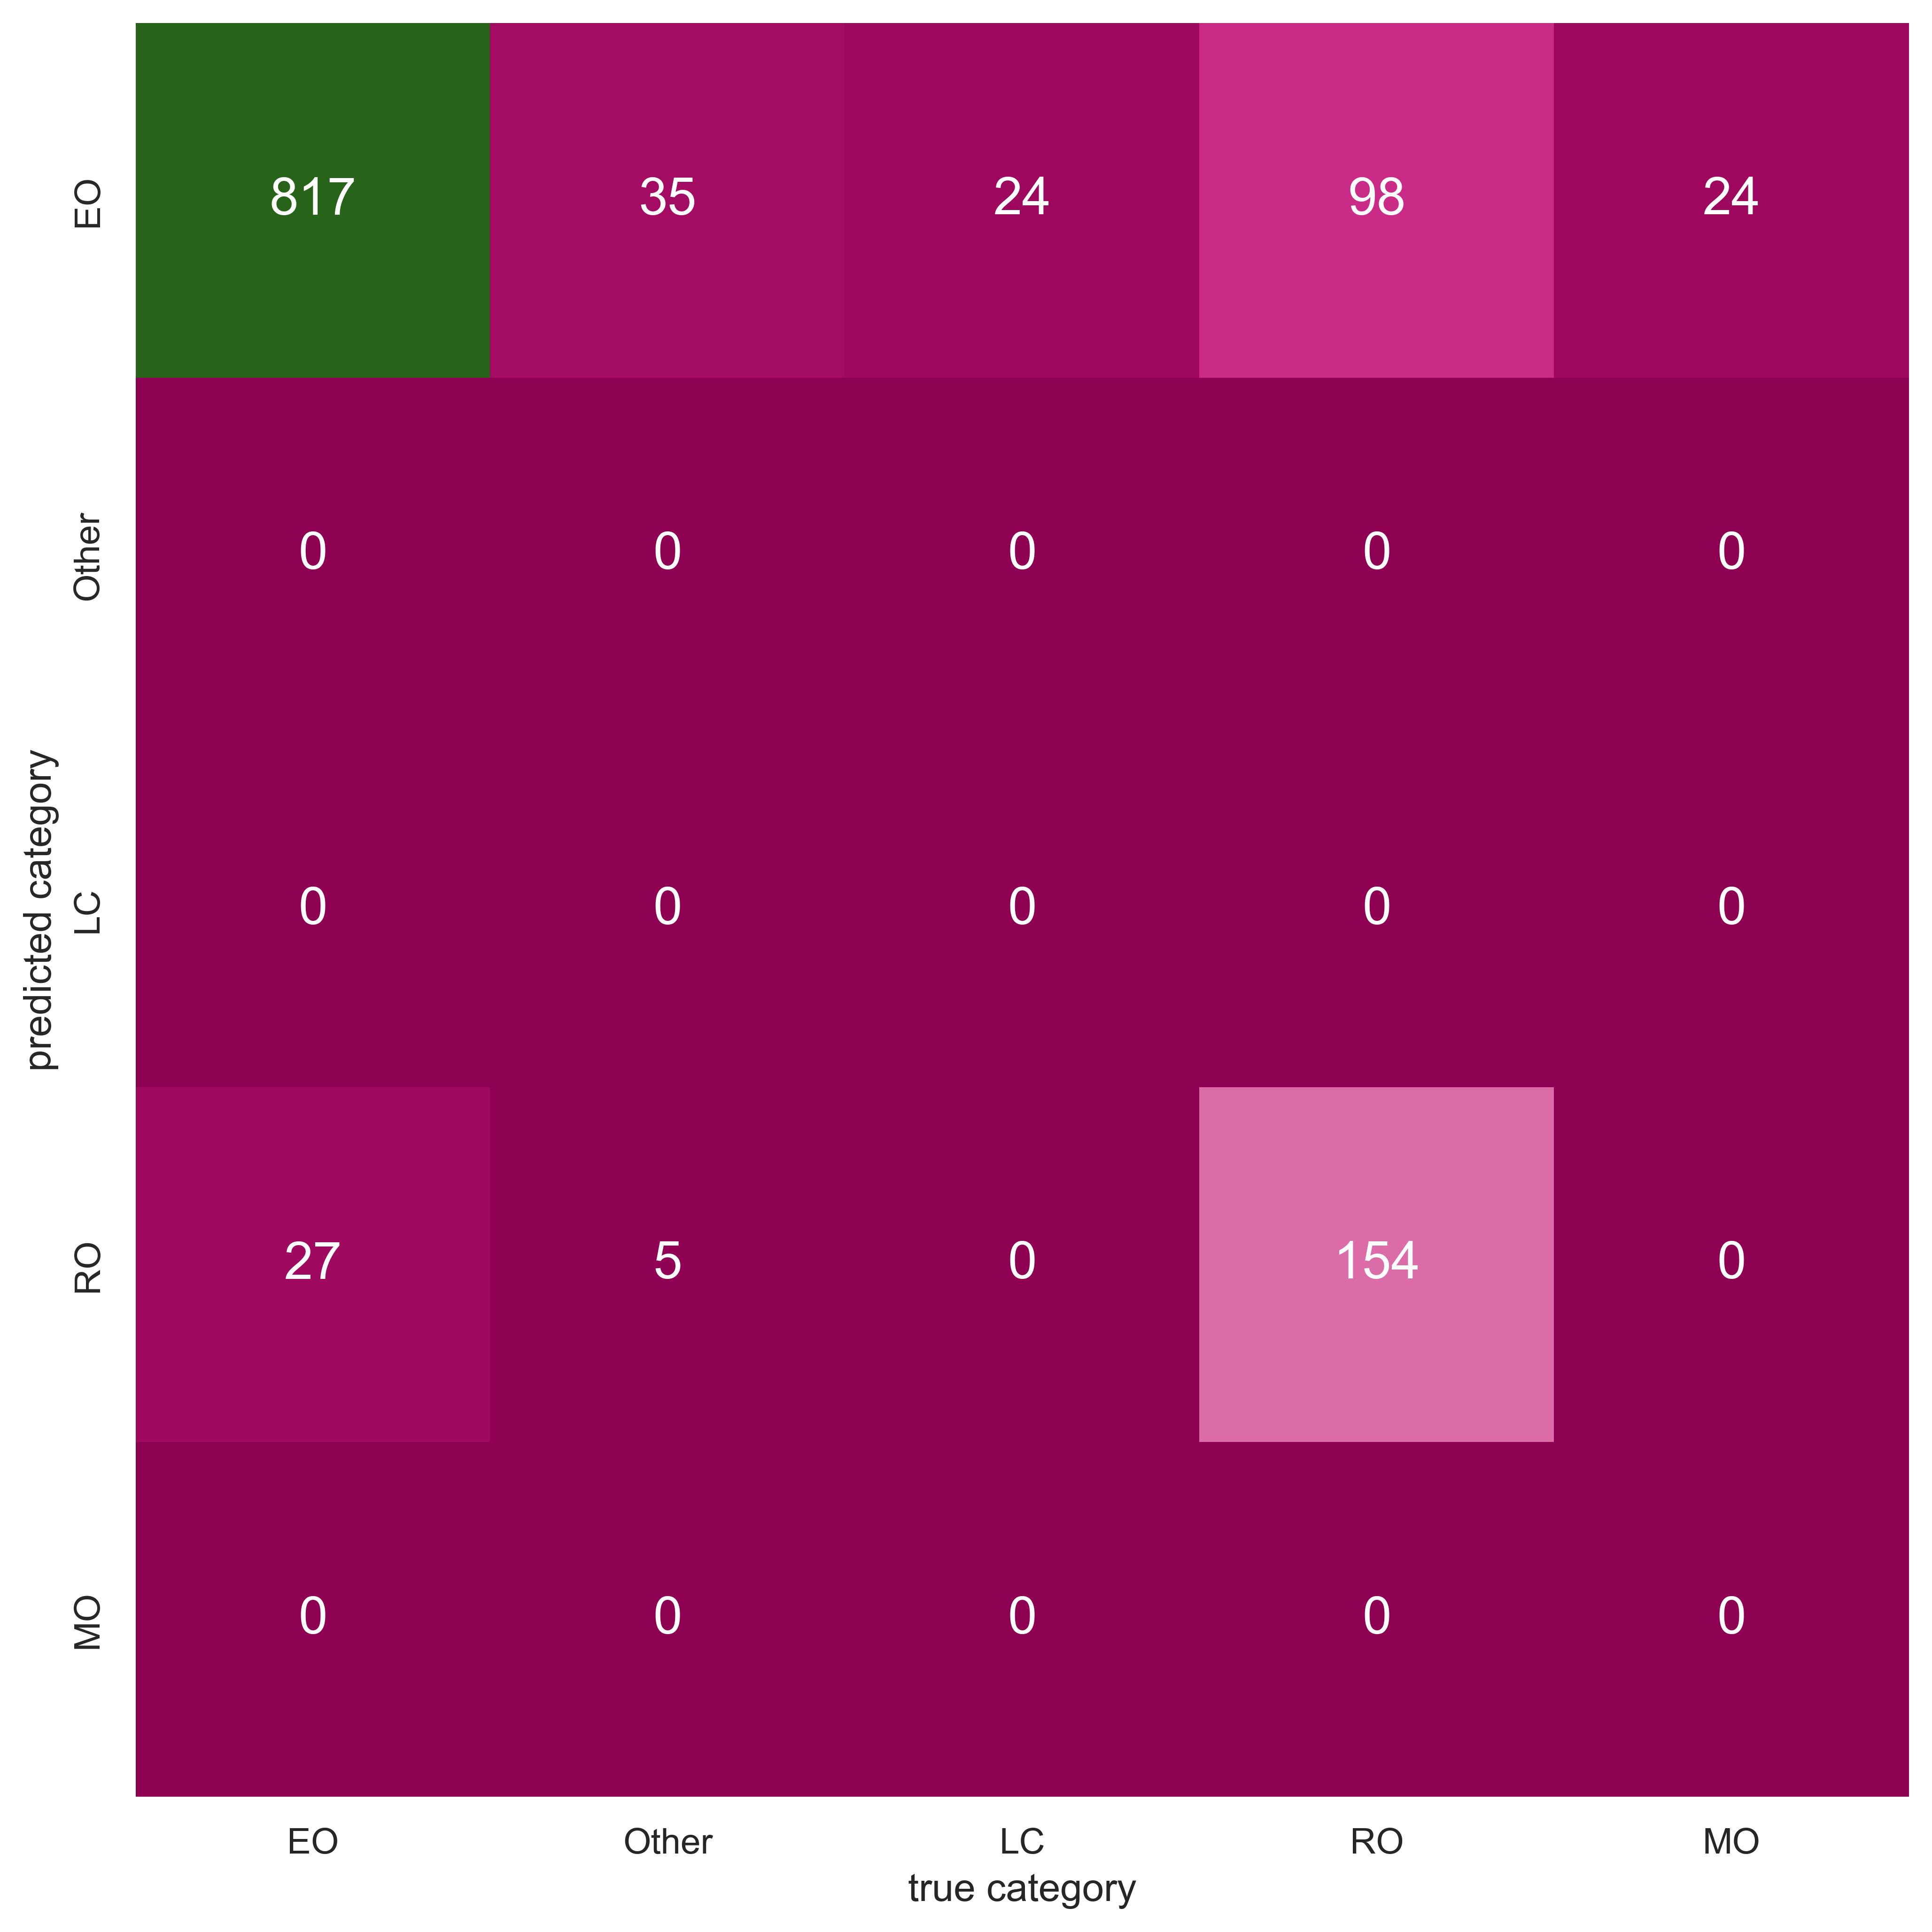 predicted category
EO
817 35 24 98 24
Other
0 0 0 0 0
LC
0 0 0 0 0
RO
27 5 0 154 0
MO
0 0 0 0 0
EO Other LC RO MO
true category